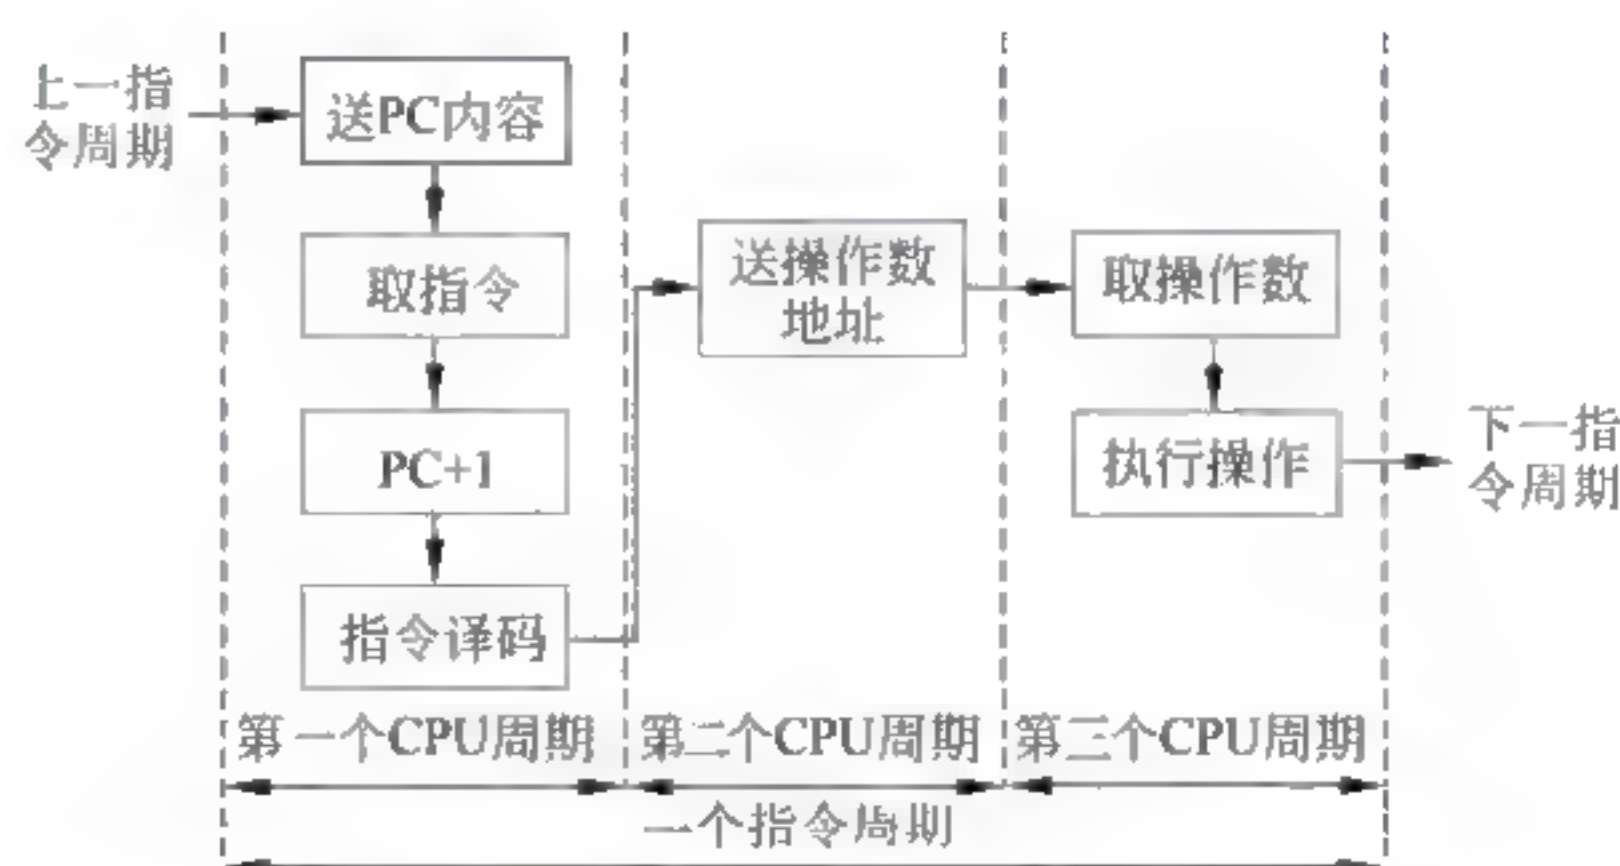 上一指
令周期
送PC内容
取指令
PC+1
指令译码
送操作数
地址
取操作数
执行操作
下一指
令周期
第一个CPU周期
第二个CPU周期
第三个CPU周期
一个指令周期